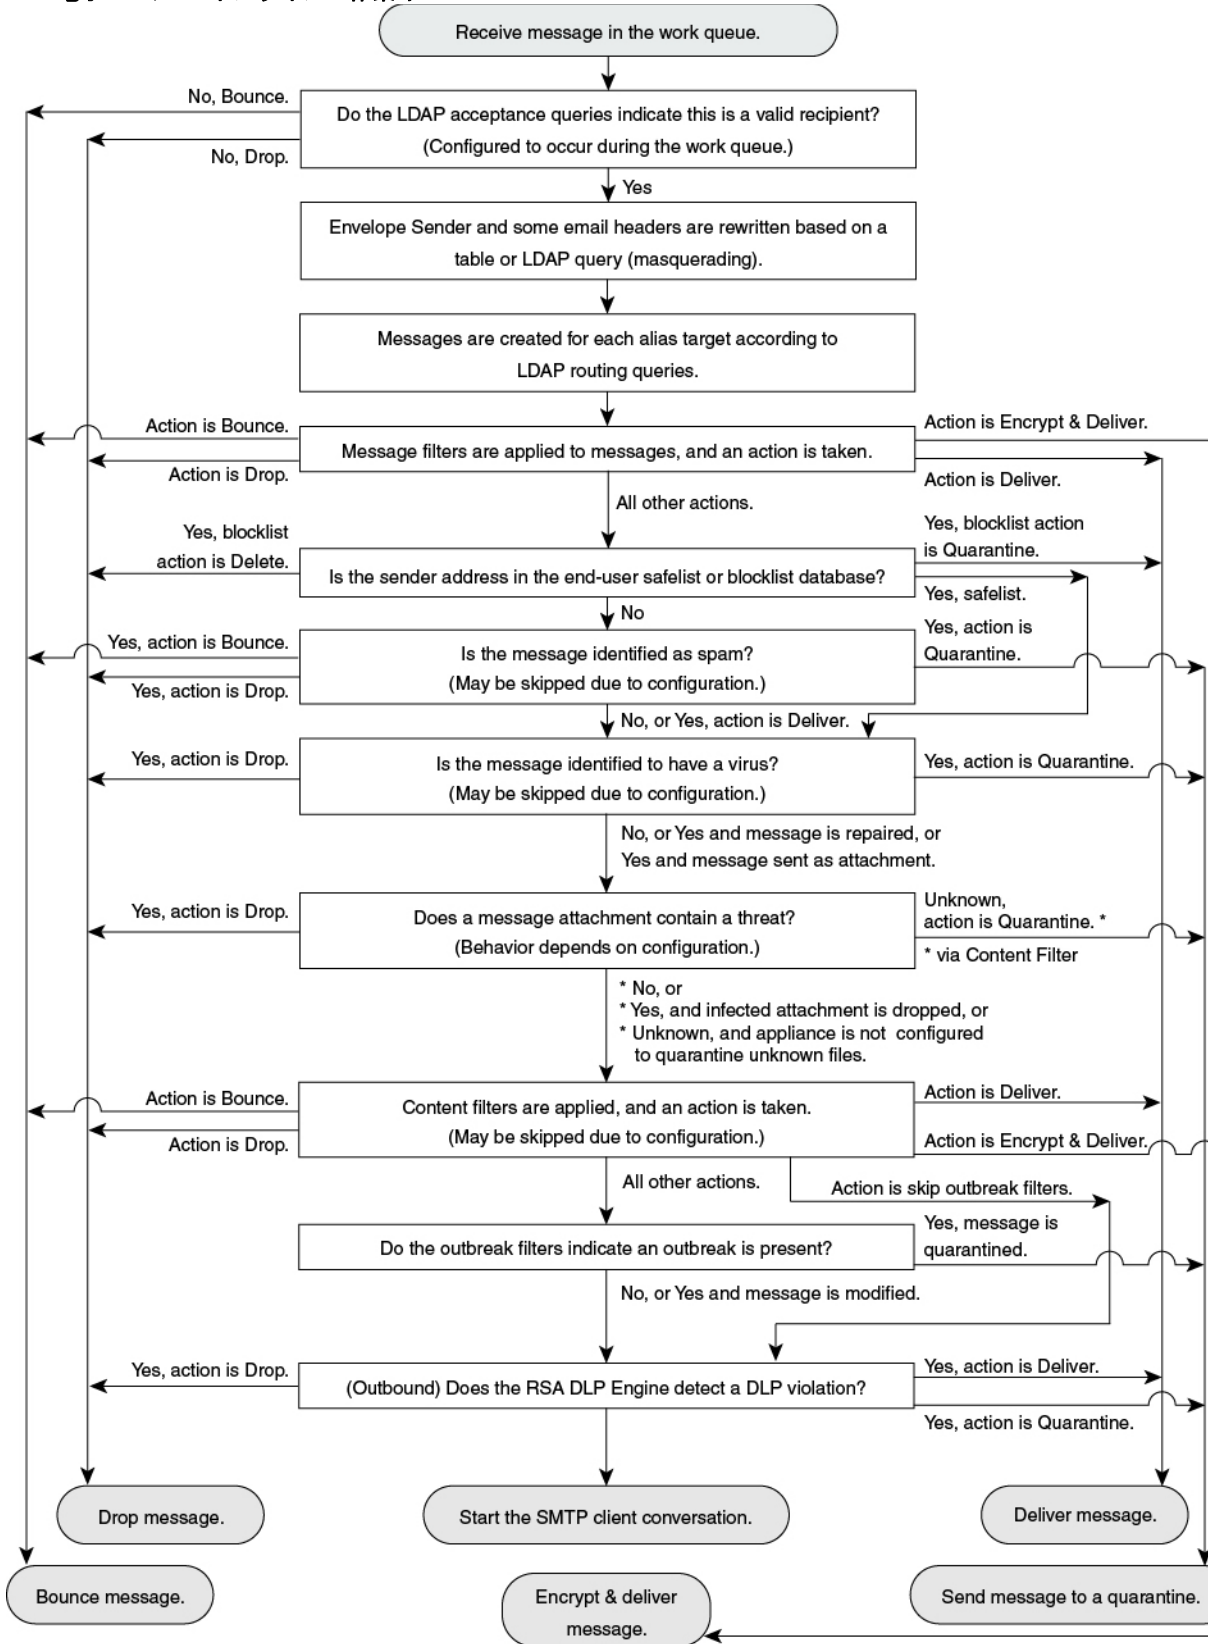 Receive message in the work queue.
No, Bounce.
Do the LDAP acceptance queries indicate this is a valid recipient?
(Configured to occur during the work queue.)
No, Drop.
Yes
Envelope Sender and some email headers are rewritten based on a
table or LDAP query (masquerading).
Messages are created for each alias target according to
LDAP routing queries.
Action is Bounce.
Action is Encrypt & Deliver.
Message filters are applied to messages, and an action is taken.
Action is Drop.
Action is Deliver.
All other actions.
Yes, blocklist
action is Delete.
Yes, blocklist action
is Quarantine.
Is the sender address in the end-user safelist or blocklist database?
Yes, safelist.
No
Yes, action is Bounce.
Yes, action is
Quarantine.
Is the message identified as spam?
(May be skipped due to configuration.)
Yes, action is Drop.
No, or Yes, action is Deliver.
Yes, action is Drop.
Is the message identified to have a virus?
(May be skipped due to configuration.)
Yes, action is Quarantine.
No, or Yes and message is repaired, or
Yes and message sent as attachment.
Yes, action is Drop.
Does a message attachment contain a threat?
(Behavior depends on configuration.)
Unknown,
action is Quarantine. *
* via Content Filter
* No, or
* Yes, and infected attachment is dropped, or
* Unknown, and appliance is not configured
to quarantine unknown files.
Action is Bounce.
Content filters are applied, and an action is taken.
(May be skipped due to configuration.)
Action is Deliver.
Action is Drop.
Action is Encrypt & Deliver.
All other actions.
Action is skip outbreak filters.
Do the outbreak filters indicate an outbreak is present?
Yes, message is
quarantined.
No, or Yes and message is modified.
Yes, action is Drop.
(Outbound) Does the RSA DLP Engine detect a DLP violation?
Yes, action is Deliver.
Yes, action is Quarantine.
Drop message.
Start the SMTP client conversation.
Deliver message.
Bounce message.
Encrypt & deliver
message.
Send message to a quarantine.